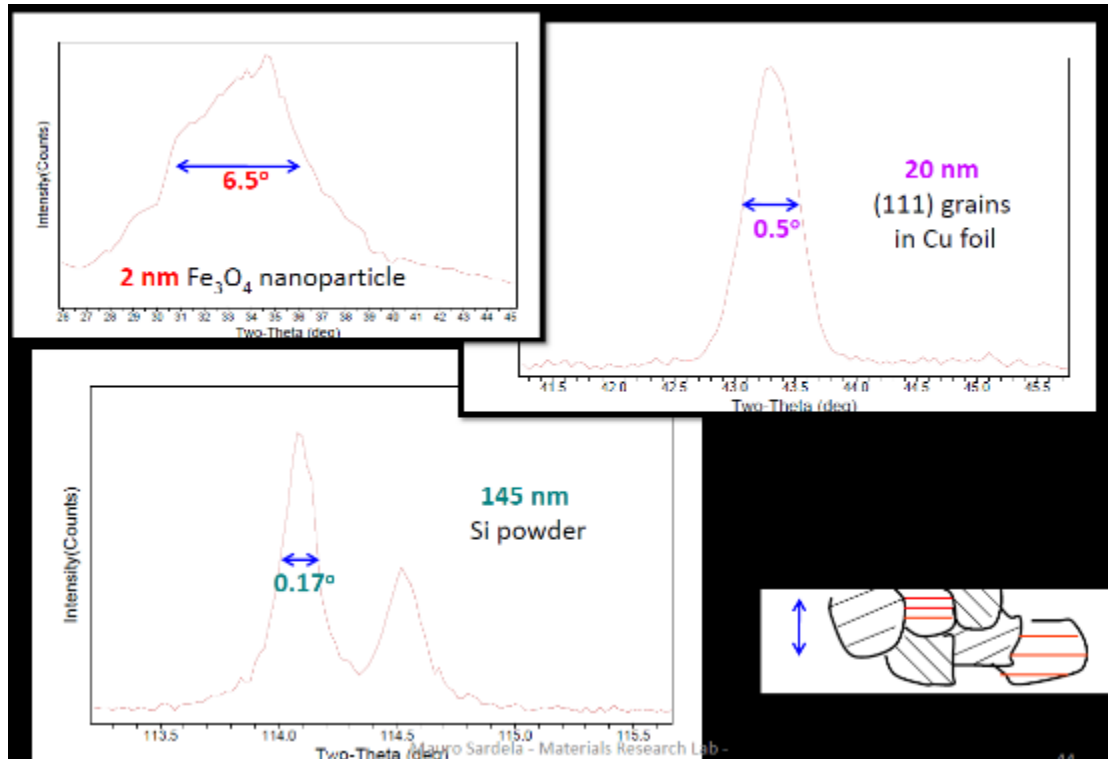 Intensity(Counts)
6.5°
2 nm Fe₃O₄ nanoparticle
26 27 28 29 30 31 32 33 34 35 36 37 38 39 40 41 42 43 44 45
Two-Theta (deg)
20 nm
(111) grains
in Cu foil
0.5°
41.5 42.0 42.5 43.0 43.5 44.0 44.5 45.0 45.5
Two-Theta (deg)
Intensity(Counts)
145 nm
Si powder
0.17°
113.5 114.0 114.5 115.0 115.5
Two-Theta (deg)
Mauro Sardela - Materials Research Lab -
44